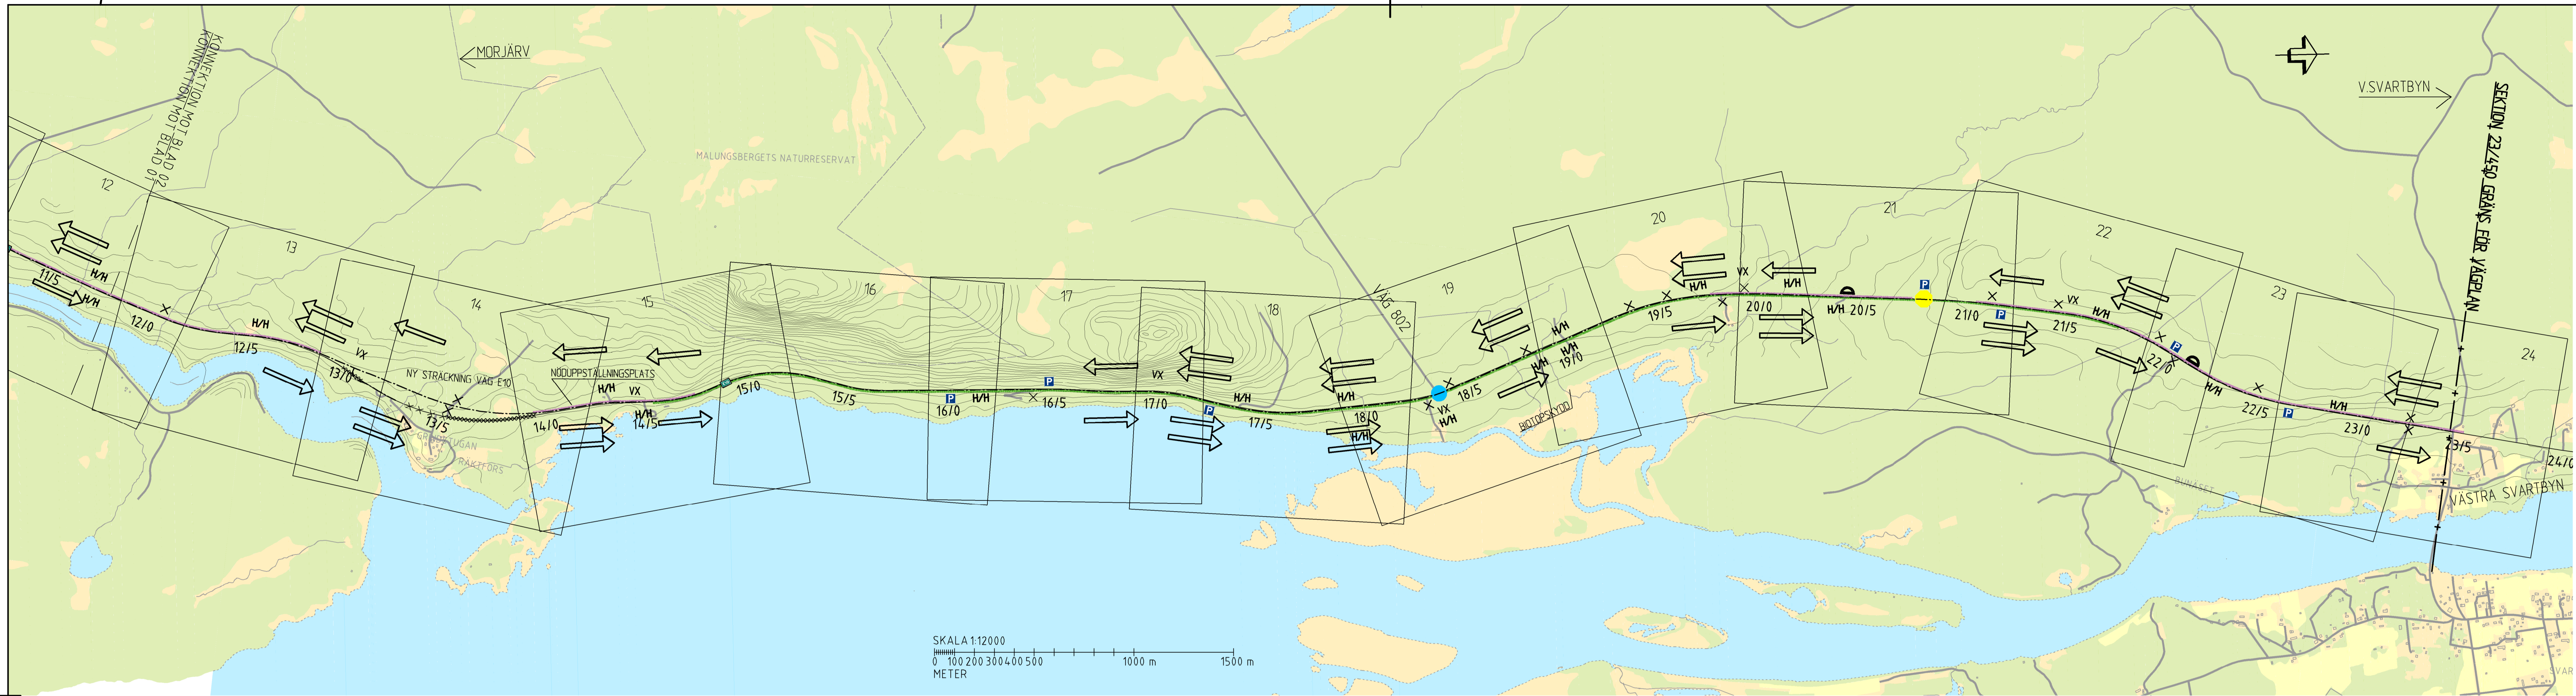 KONNEKTION MOT BLAD 02
KONNEKTION MOT BLAD 01
MORJÄRV
V.SVARTBYN
SEKTION 23/450 GRÄNS FÖR VÄGPLAN
MALUNGSBERGETS NATURRESERVAT
VÄG 802
12
13
14
15
16
17
18
19
20
21
22
23
24
11/5
H/H
H/H
12/0
H/H
12/5
VX
13/0
NY STRÄCKNING VÄG E10
13/5
GRUNDTUGAN
RÄKTFORS
NÖDUPPSTÄLLNINGSPLATS
14/0
H/H
VX
H/H
14/5
15/0
15/5
P
16/0
H/H
P
16/5
VX
17/0
P
H/H
17/5
H/H
18/0
H/H
VX
H/H
18/5
H/H
H/H
H/H
19/0
BIOTOPSKYDD
19/5
H/H
VX
20/0
H/H
H/H 20/5
P
21/0
P
VX
21/5
H/H
P
22/0
H/H
22/5
P
H/H
23/0
23/5
24/0
BUNÄSET
VÄSTRA SVARTBYN
SKALA 1:12000
0 100 200 300 400 500 1000 m 1500 m
METER
SVAR